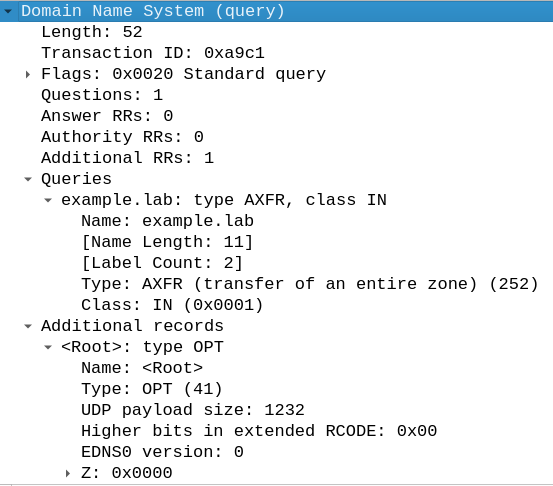 Domain Name System (query)
Length: 52
Transaction ID: 0xa9c1
Flags: 0x0020 Standard query
Questions: 1
Answer RRs: 0
Authority RRs: 0
Additional RRs: 1
Queries
example.lab: type AXFR, class IN
Name: example.lab
[Name Length: 11]
[Label Count: 2]
Type: AXFR (transfer of an entire zone) (252)
Class: IN (0x0001)
Additional records
<Root>: type OPT
Name: <Root>
Type: OPT (41)
UDP payload size: 1232
Higher bits in extended RCODE: 0x00
EDNS0 version: 0
Z: 0x0000